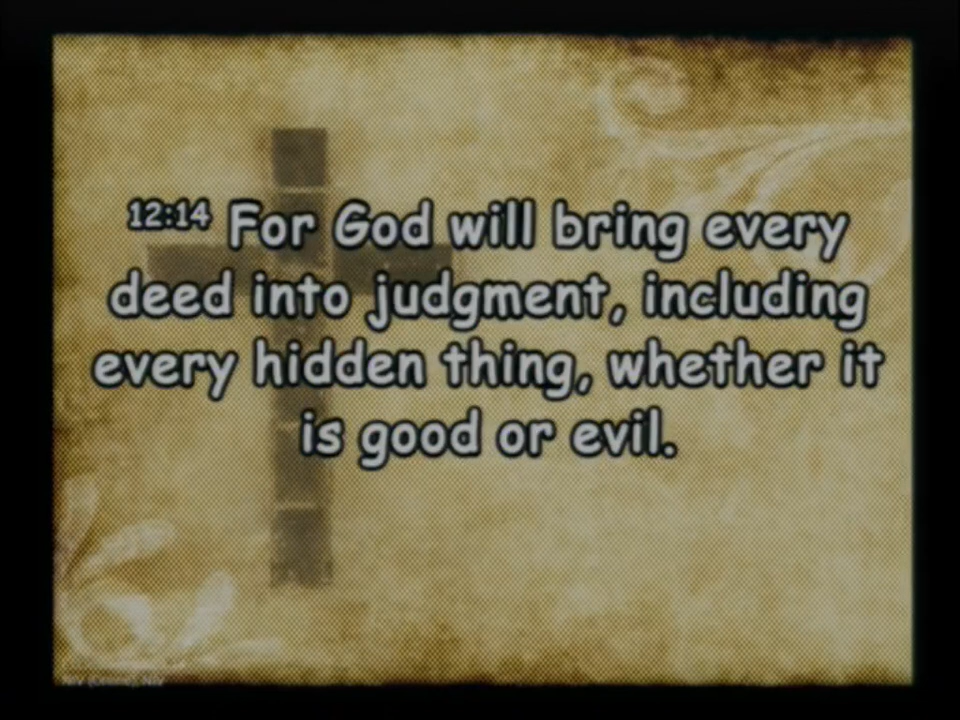 12:14 For God will bring every
deed into judgment, including
every hidden thing, whether it
is good or evil.